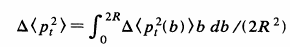 Δ⟨p_t^2⟩ = ∫_0^{2R} Δ⟨p_t^2(b)⟩ b db /(2R^2)